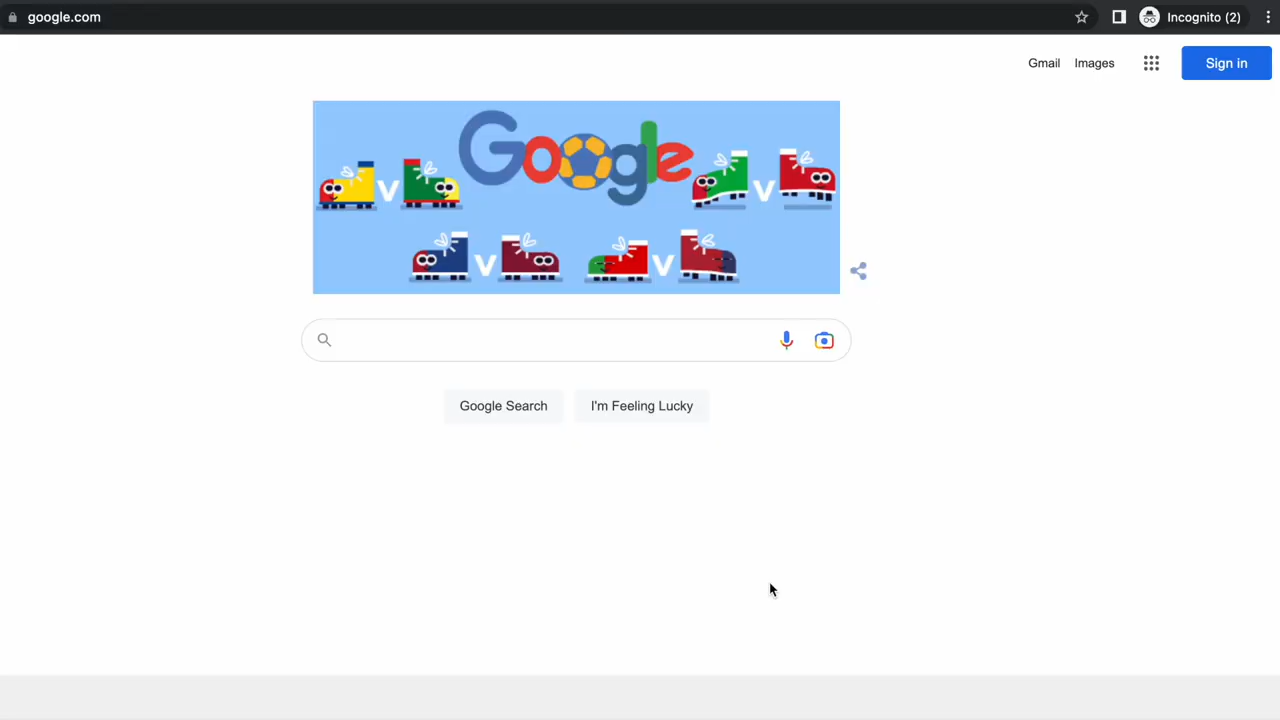 google.com
Incognito (2)
Gmail Images
Sign in
Google
V V
V V
Google Search I'm Feeling Lucky